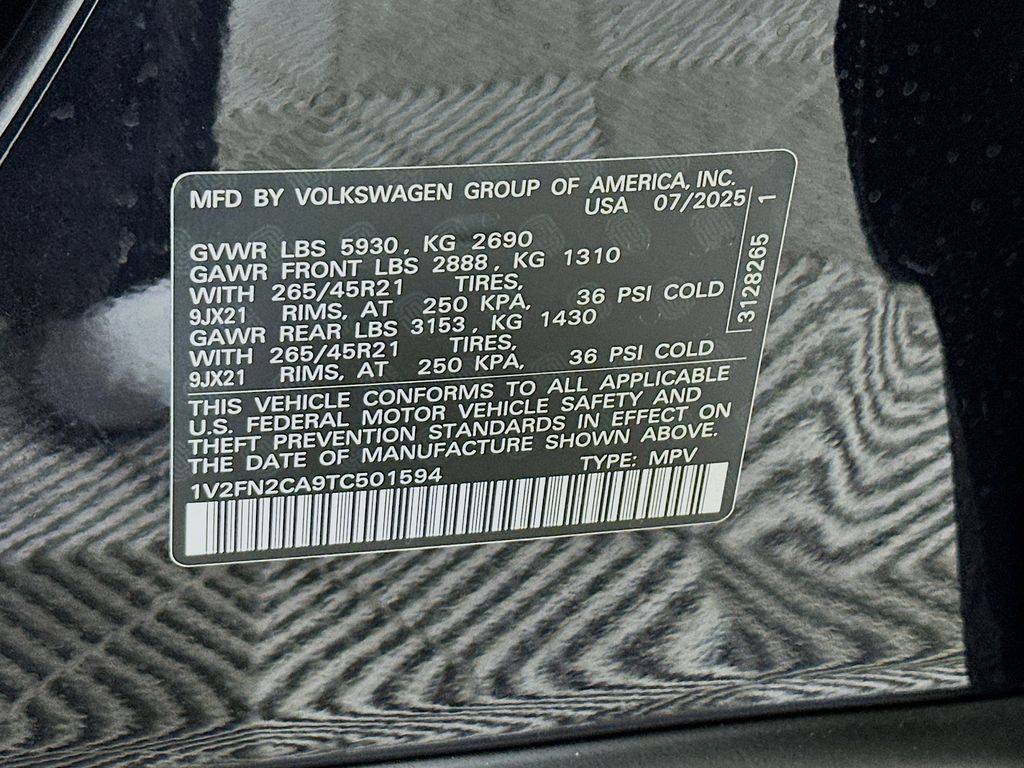 MFD BY VOLKSWAGEN GROUP OF AMERICA, INC.
USA 07/2025
GVWR LBS 5930, KG 2690
GAWR FRONT LBS 2888, KG 1310
WITH 265/45R21 TIRES,
9JX21 RIMS, AT 250 KPA, 36 PSI COLD
GAWR REAR LBS 3153, KG 1430
WITH 265/45R21 TIRES,
9JX21 RIMS, AT 250 KPA, 36 PSI COLD
THIS VEHICLE CONFORMS TO ALL APPLICABLE
U.S. FEDERAL MOTOR VEHICLE SAFETY AND
THEFT PREVENTION STANDARDS IN EFFECT ON
THE DATE OF MANUFACTURE SHOWN ABOVE.
1V2FN2CA9TC501594 TYPE: MPV
3128265 1